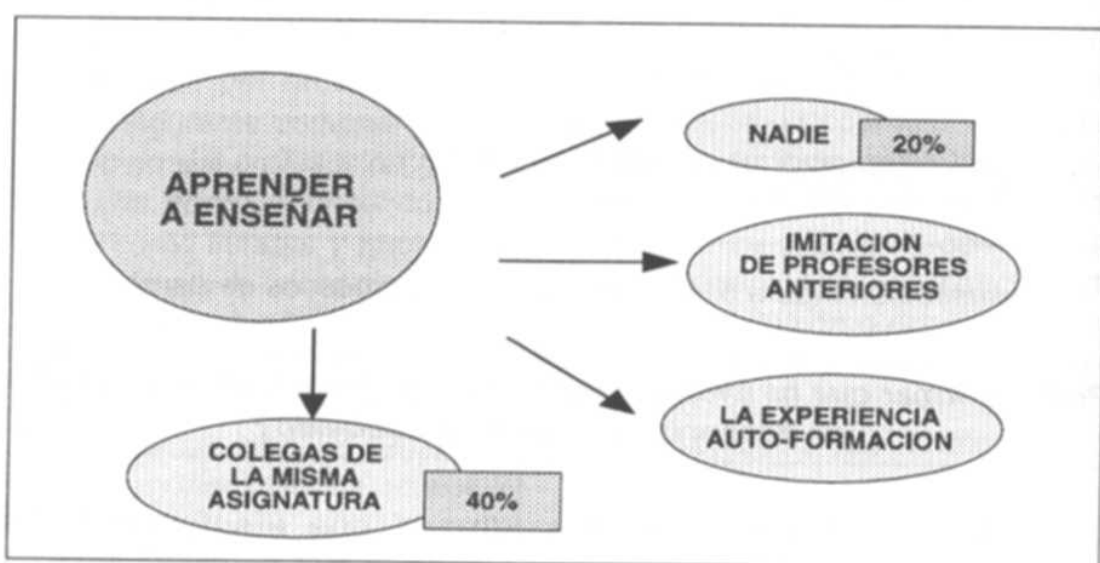 APRENDER
A ENSEÑAR
NADIE
20%
IMITACION
DE PROFESORES
ANTERIORES
LA EXPERIENCIA
AUTO-FORMACION
COLEGAS DE
LA MISMA
ASIGNATURA
40%